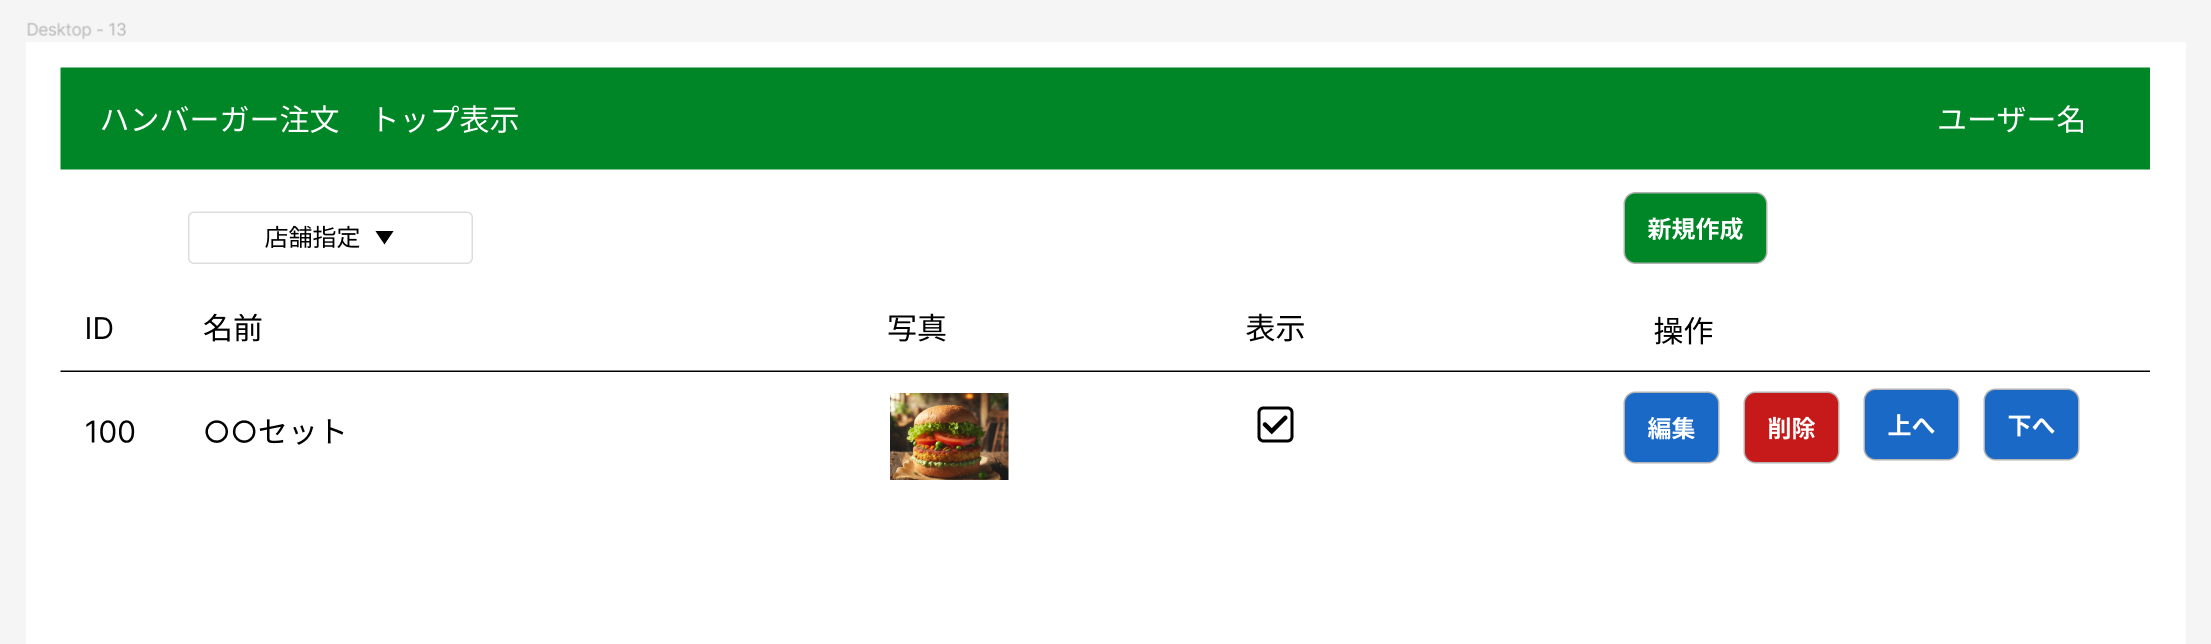 Desktop - 13
ハンバーガー注文　トップ表示
ユーザー名
店舗指定 ▼
新規作成
ID 名前 写真 表示 操作
100 〇〇セット 編集 削除 上へ 下へ